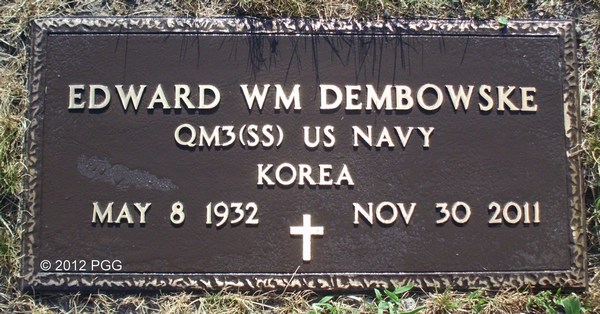 EDWARD WM DEMBOWSKE
QM3(SS) US NAVY
KOREA
MAY 8 1932 NOV 30 2011
© 2012 PGG